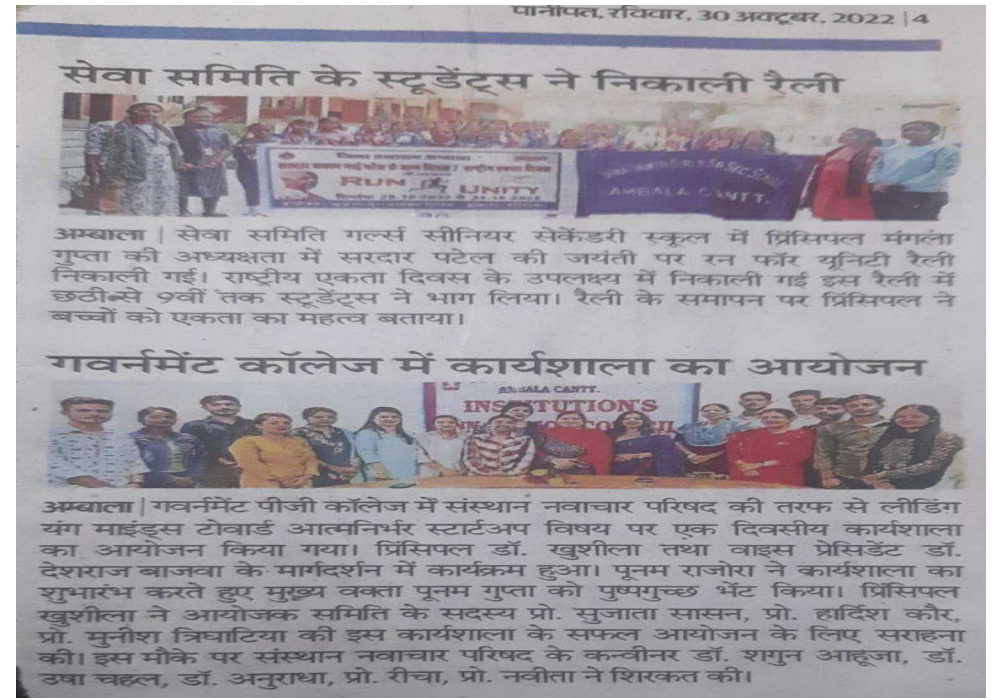 पानीपत, रविवार, 30 अक्टूबर, 2022 | 4
सेवा समिति के स्टूडेंट्स ने निकाली रैली
RUN UNITY
AMBALA CANTT.
अम्बाला | सेवा समिति गर्ल्स सीनियर सेकेंडरी स्कूल में प्रिंसिपल मंगला
गुप्ता की अध्यक्षता में सरदार पटेल की जयंती पर रन फॉर यूनिटी रैली
निकाली गई। राष्ट्रीय एकता दिवस के उपलक्ष्य में निकाली गई इस रैली में
छठी से 9वीं तक स्टूडेंट्स ने भाग लिया। रैली के समापन पर प्रिंसिपल ने
बच्चों को एकता का महत्व बताया।
गवर्नमेंट कॉलेज में कार्यशाला का आयोजन
AMBALA CANTT.
INSTITUTION'S
अम्बाला | गवर्नमेंट पीजी कॉलेज में संस्थान नवाचार परिषद की तरफ से लीडिंग
यंग माइंड्स टोवार्ड आत्मनिर्भर स्टार्टअप विषय पर एक दिवसीय कार्यशाला
का आयोजन किया गया। प्रिंसिपल डॉ. खुशीला तथा वाइस प्रेसिडेंट डॉ.
देशराज बाजवा के मार्गदर्शन में कार्यक्रम हुआ। पूनम राजोरा ने कार्यशाला का
शुभारंभ करते हुए मुख्य वक्ता पूनम गुप्ता को पुष्पगुच्छ भेंट किया। प्रिंसिपल
खुशीला ने आयोजक समिति के सदस्य प्रो. सुजाता सासन, प्रो. हार्दिश कौर,
प्रो. मुनीश त्रिघाटिया की इस कार्यशाला के सफल आयोजन के लिए सराहना
की। इस मौके पर संस्थान नवाचार परिषद के कन्वीनर डॉ. शगुन आहूजा, डॉ.
उषा चहल, डॉ. अनुराधा, प्रो. रीचा, प्रो. नवीता ने शिरकत की।